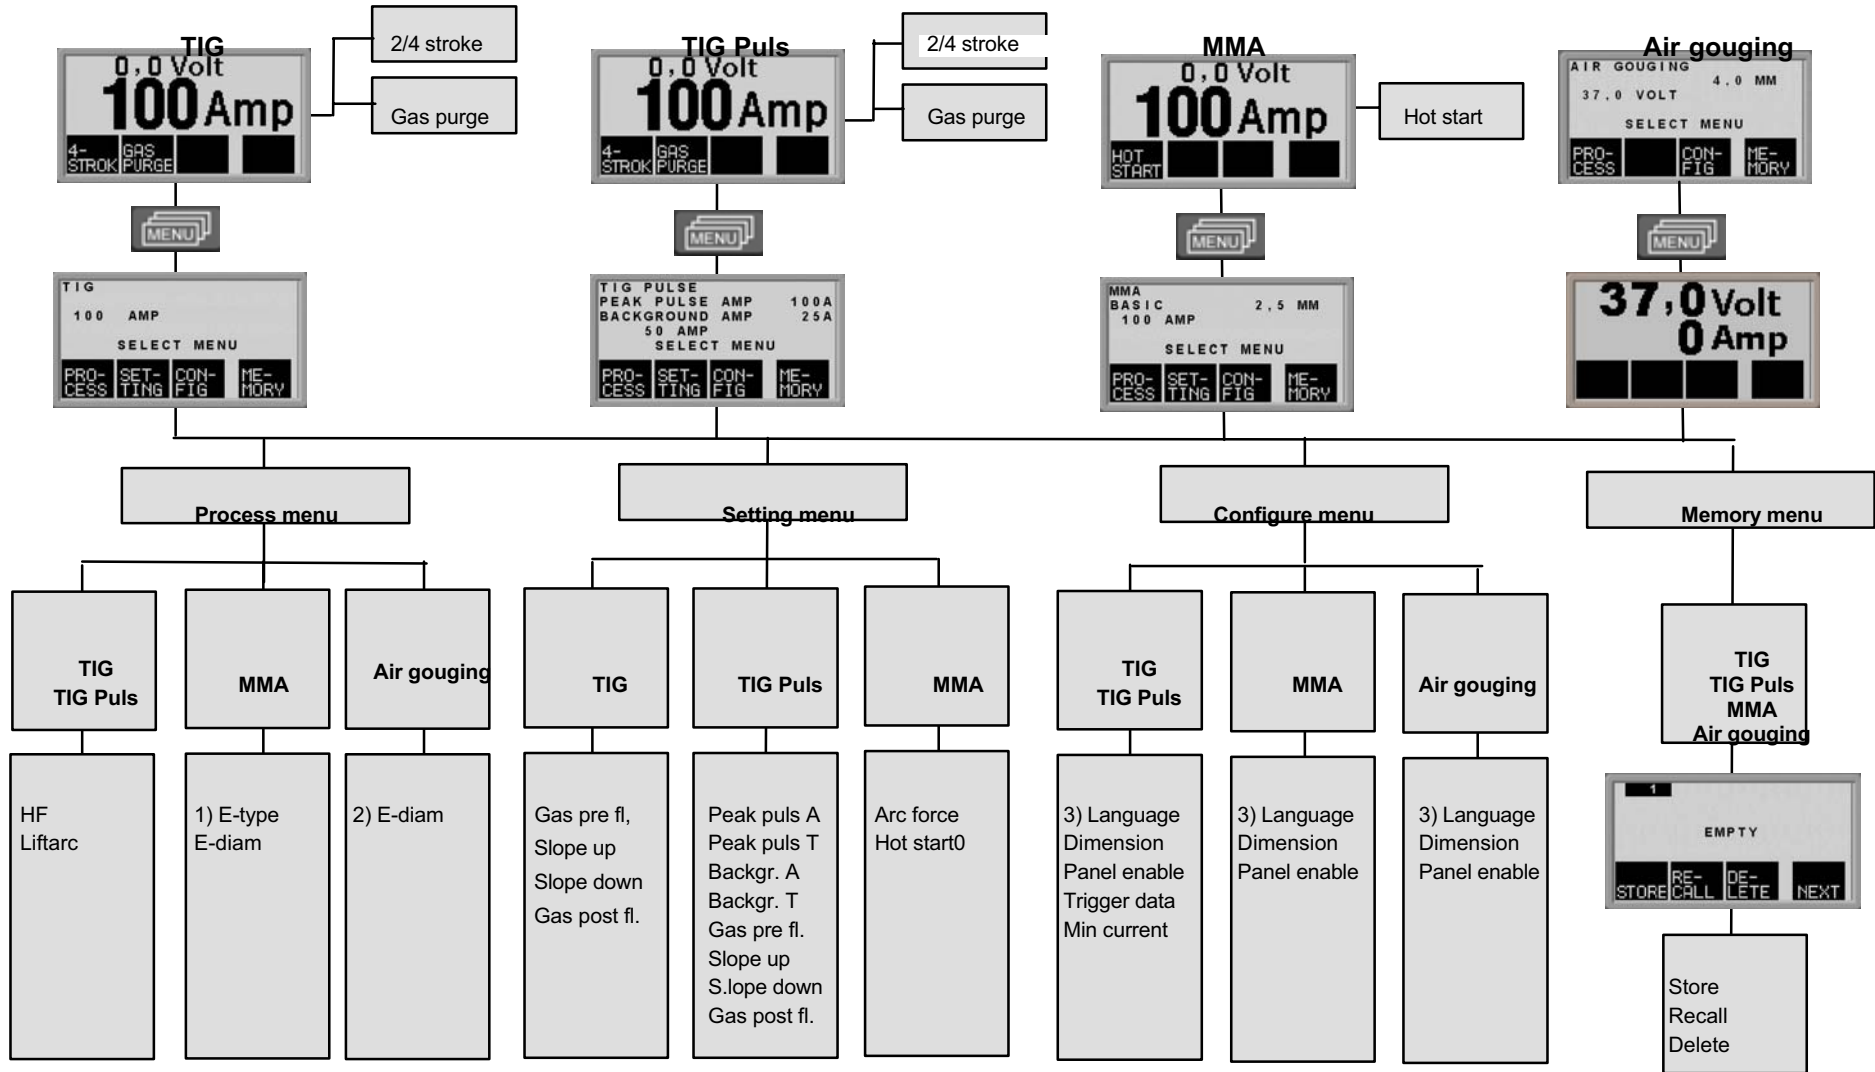 TIG
0,0 Volt
100 Amp
4-
STROK
GAS
PURGE
2/4 stroke
Gas purge
MENU
TIG
100 AMP
SELECT MENU
PRO-
CESS
SET-
TING
CON-
FIG
ME-
MORY
TIG Puls
0,0 Volt
100 Amp
4-
STROK
GAS
PURGE
2/4 stroke
Gas purge
MENU
TIG PULSE
PEAK PULSE AMP 100A
BACKGROUND AMP 25A
50 AMP
SELECT MENU
PRO-
CESS
SET-
TING
CON-
FIG
ME-
MORY
MMA
0,0 Volt
100 Amp
HOT
START
Hot start
MENU
MMA
BASIC 2,5 MM
100 AMP
SELECT MENU
PRO-
CESS
SET-
TING
CON-
FIG
ME-
MORY
Air gouging
AIR GOUGING
4.0 MM
37,0 VOLT
SELECT MENU
PRO-
CESS
CON-
FIG
ME-
MORY
MENU
37,0 Volt
0 Amp
Process menu
TIG
TIG Puls
HF
Liftarc
MMA
1) E-type
E-diam
Air gouging
2) E-diam
Setting menu
TIG
Gas pre fl,
Slope up
Slope down
Gas post fl.
TIG Puls
Peak puls A
Peak puls T
Backgr. A
Backgr. T
Gas pre fl.
Slope up
S.lope down
Gas post fl.
MMA
Arc force
Hot start0
Configure menu
TIG
TIG Puls
3) Language
Dimension
Panel enable
Trigger data
Min current
MMA
3) Language
Dimension
Panel enable
Air gouging
3) Language
Dimension
Panel enable
Memory menu
TIG
TIG Puls
MMA
Air gouging
1
EMPTY
STORE
RE-
CALL
DE-
LETE
NEXT
Store
Recall
Delete